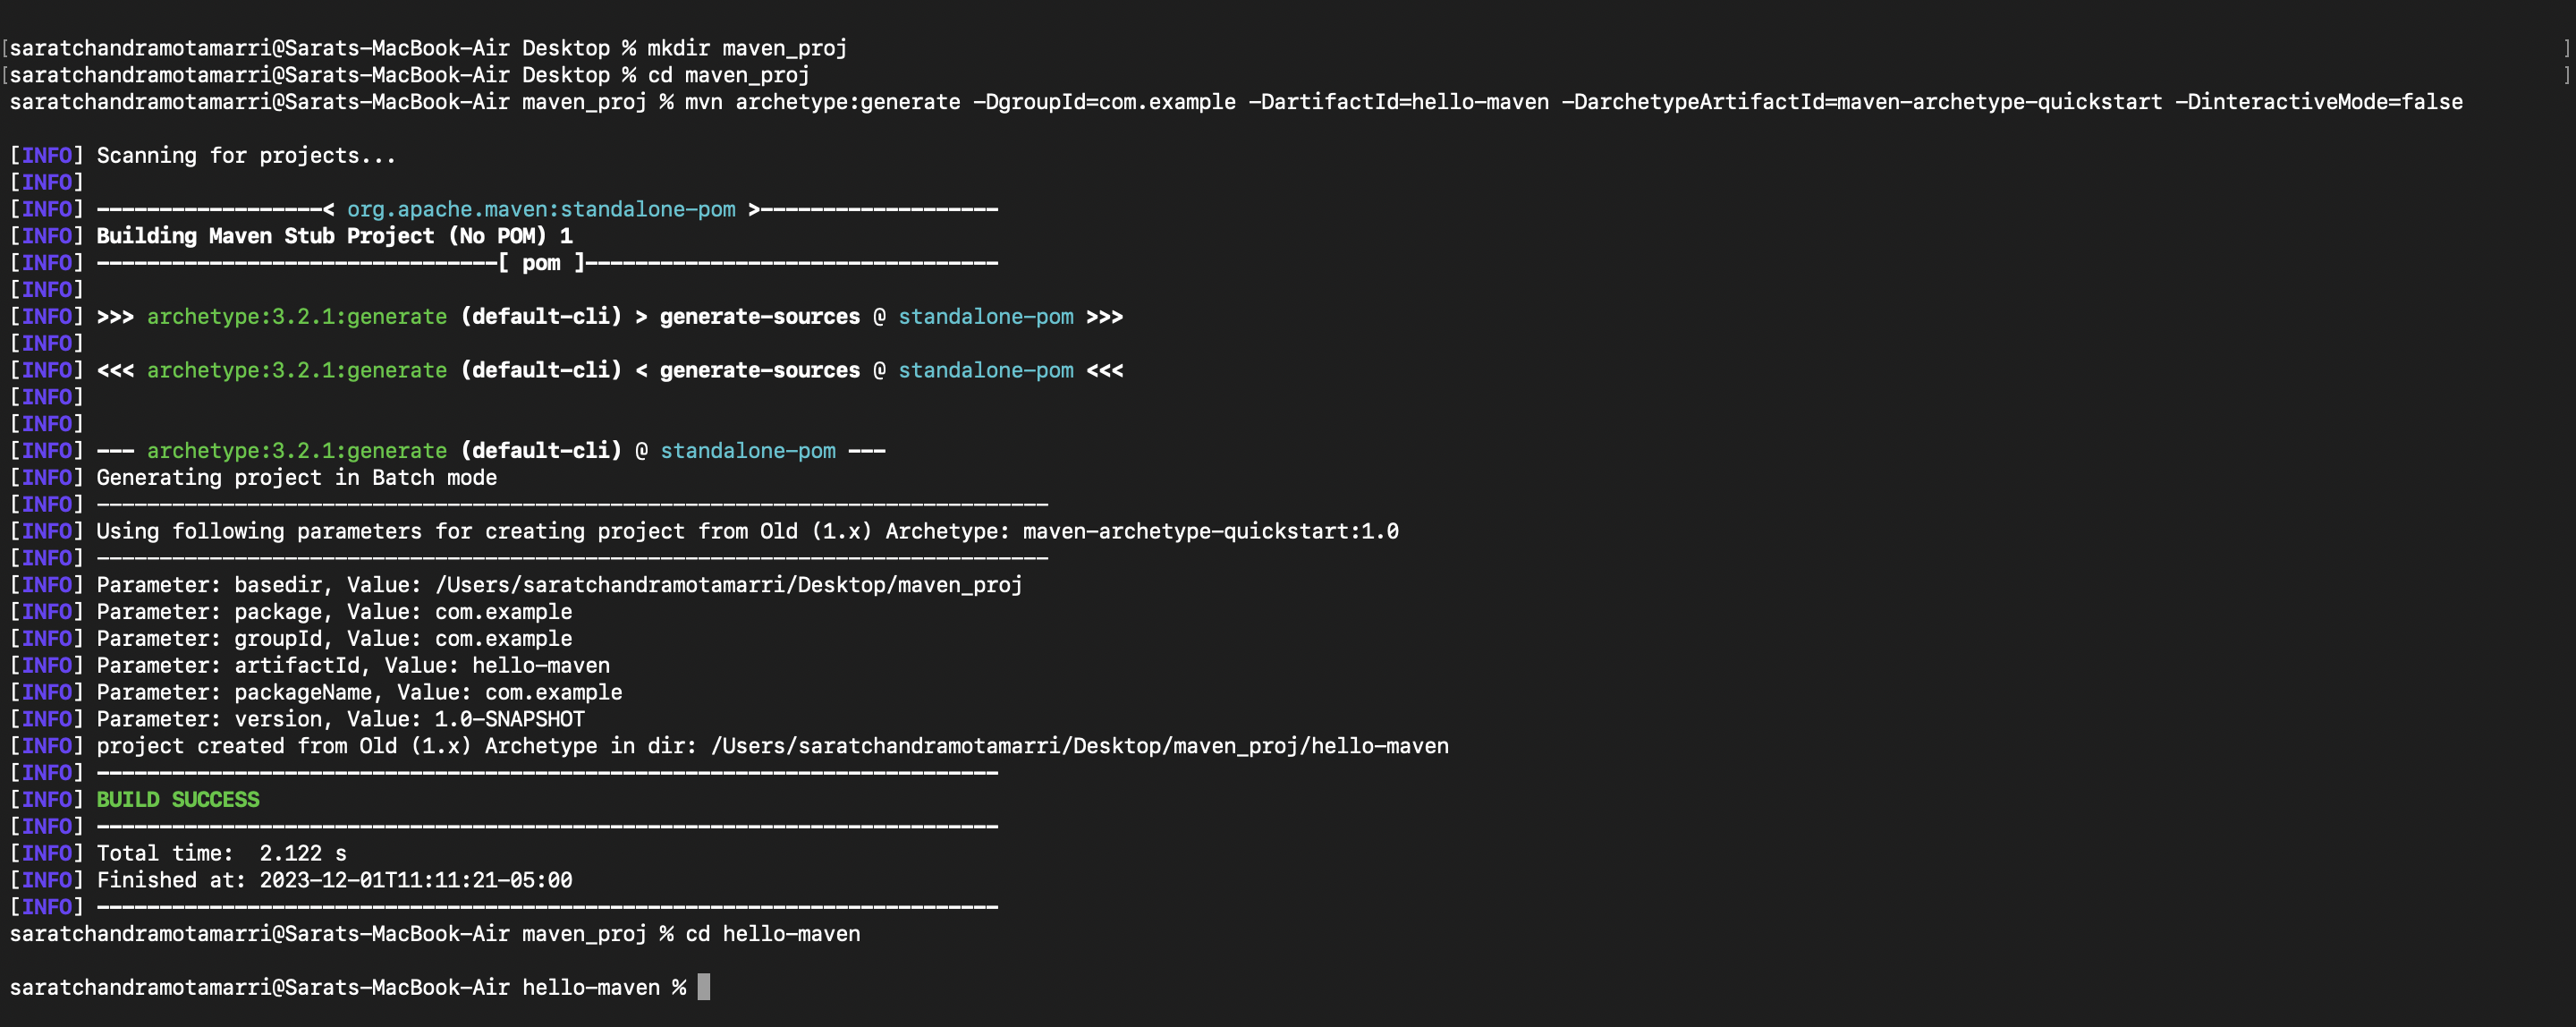 [saratchandramotamarri@Sarats-MacBook-Air Desktop % mkdir maven_proj ]
[saratchandramotamarri@Sarats-MacBook-Air Desktop % cd maven_proj ]
saratchandramotamarri@Sarats-MacBook-Air maven_proj % mvn archetype:generate -DgroupId=com.example -DartifactId=hello-maven -DarchetypeArtifactId=maven-archetype-quickstart -DinteractiveMode=false
[INFO] Scanning for projects...
[INFO]
[INFO] ------------------< org.apache.maven:standalone-pom >-------------------
[INFO] Building Maven Stub Project (No POM) 1
[INFO] --------------------------------[ pom ]---------------------------------
[INFO]
[INFO] >>> archetype:3.2.1:generate (default-cli) > generate-sources @ standalone-pom >>>
[INFO]
[INFO] <<< archetype:3.2.1:generate (default-cli) < generate-sources @ standalone-pom <<<
[INFO]
[INFO]
[INFO] --- archetype:3.2.1:generate (default-cli) @ standalone-pom ---
[INFO] Generating project in Batch mode
[INFO] ----------------------------------------------------------------------------
[INFO] Using following parameters for creating project from Old (1.x) Archetype: maven-archetype-quickstart:1.0
[INFO] ----------------------------------------------------------------------------
[INFO] Parameter: basedir, Value: /Users/saratchandramotamarri/Desktop/maven_proj
[INFO] Parameter: package, Value: com.example
[INFO] Parameter: groupId, Value: com.example
[INFO] Parameter: artifactId, Value: hello-maven
[INFO] Parameter: packageName, Value: com.example
[INFO] Parameter: version, Value: 1.0-SNAPSHOT
[INFO] project created from Old (1.x) Archetype in dir: /Users/saratchandramotamarri/Desktop/maven_proj/hello-maven
[INFO] ------------------------------------------------------------------------
[INFO] BUILD SUCCESS
[INFO] ------------------------------------------------------------------------
[INFO] Total time:  2.122 s
[INFO] Finished at: 2023-12-01T11:11:21-05:00
[INFO] ------------------------------------------------------------------------
saratchandramotamarri@Sarats-MacBook-Air maven_proj % cd hello-maven
saratchandramotamarri@Sarats-MacBook-Air hello-maven %